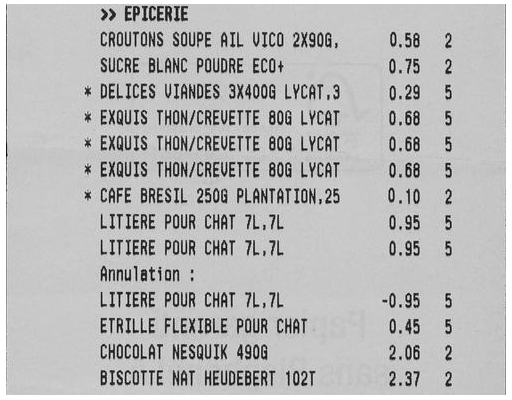 >> EPICERIE
CROUTONS SOUPE AIL VICO 2X90G, 0.58 2
SUCRE BLANC POUDRE ECO+ 0.75 2
* DELICES VIANDES 3X400G LYCAT,3 0.29 5
* EXQUIS THON/CREVETTE 80G LYCAT 0.68 5
* EXQUIS THON/CREVETTE 80G LYCAT 0.68 5
* EXQUIS THON/CREVETTE 80G LYCAT 0.68 5
* CAFE BRESIL 250G PLANTATION,25 0.10 2
LITIERE POUR CHAT 7L,7L 0.95 5
LITIERE POUR CHAT 7L,7L 0.95 5
Annulation :
LITIERE POUR CHAT 7L,7L -0.95 5
ETRILLE FLEXIBLE POUR CHAT 0.45 5
CHOCOLAT NESQUIK 490G 2.06 2
BISCOTTE NAT HEUDEBERT 102T 2.37 2